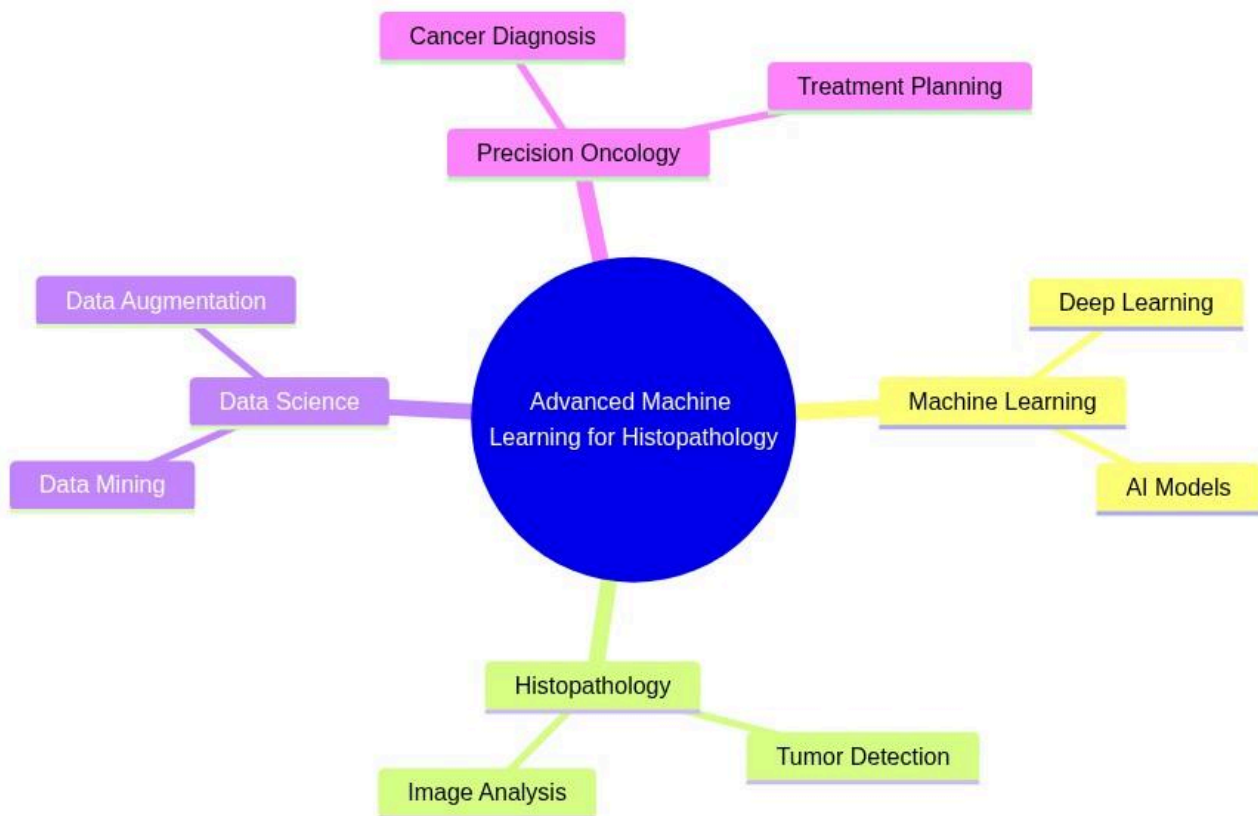 Cancer Diagnosis
Treatment Planning
Precision Oncology
Data Augmentation
Deep Learning
Data Science
Advanced Machine
Learning for Histopathology
Machine Learning
Data Mining
AI Models
Histopathology
Tumor Detection
Image Analysis